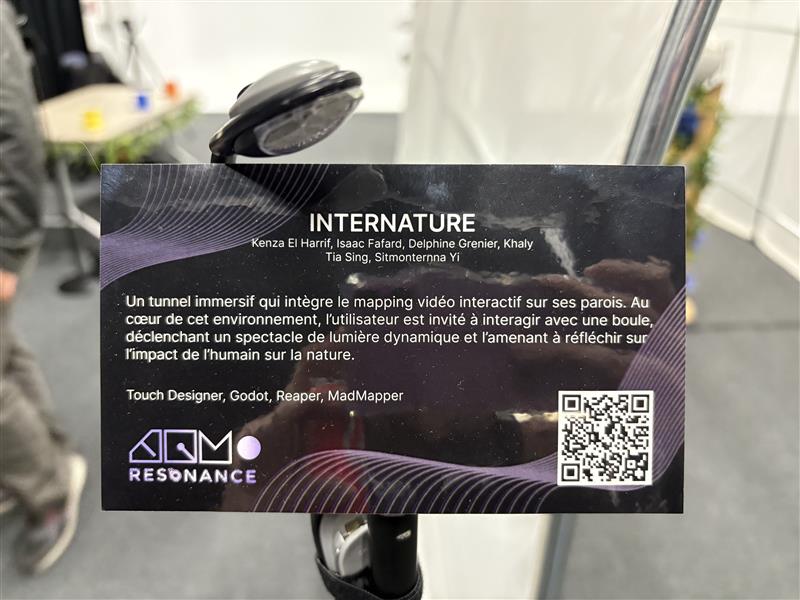 INTERNATURE
Kenza El Harrif, Isaac Fafard, Delphine Grenier, Khaly
Tia Sing, Sitmonternna Yi
Un tunnel immersif qui intègre le mapping vidéo interactif sur ses parois. Au
cœur de cet environnement, l'utilisateur est invité à interagir avec une boule,
déclenchant un spectacle de lumière dynamique et l'amenant à réfléchir sur
l'impact de l'humain sur la nature.
Touch Designer, Godot, Reaper, MadMapper
RESONANCE